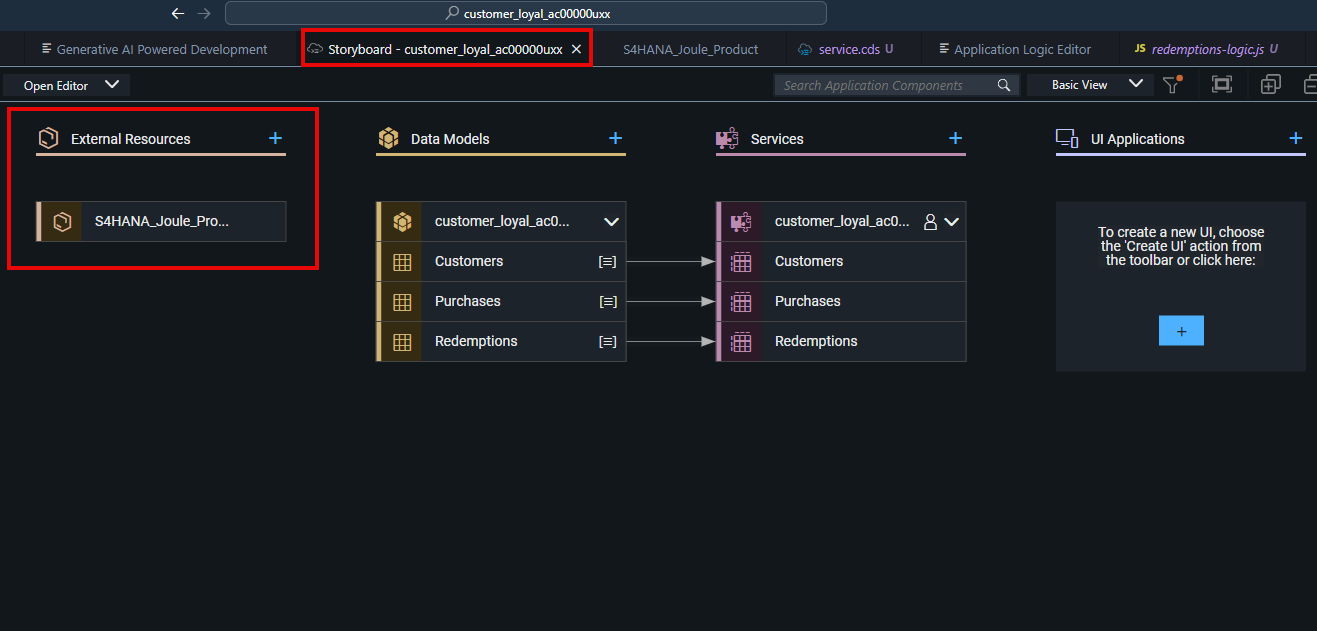 customer_loyal_ac00000uxx
Generative AI Powered Development
Storyboard - customer_loyal_ac00000uxx
S4HANA_Joule_Product
service.cds U
Application Logic Editor
JS redemptions-logic.js U
Open Editor
Search Application Components
Basic View
External Resources
Data Models
Services
UI Applications
S4HANA_Joule_Pro...
customer_loyal_ac0...
Customers
Purchases
Redemptions
customer_loyal_ac0...
Customers
Purchases
Redemptions
To create a new UI, choose
the 'Create UI' action from
the toolbar or click here:
+